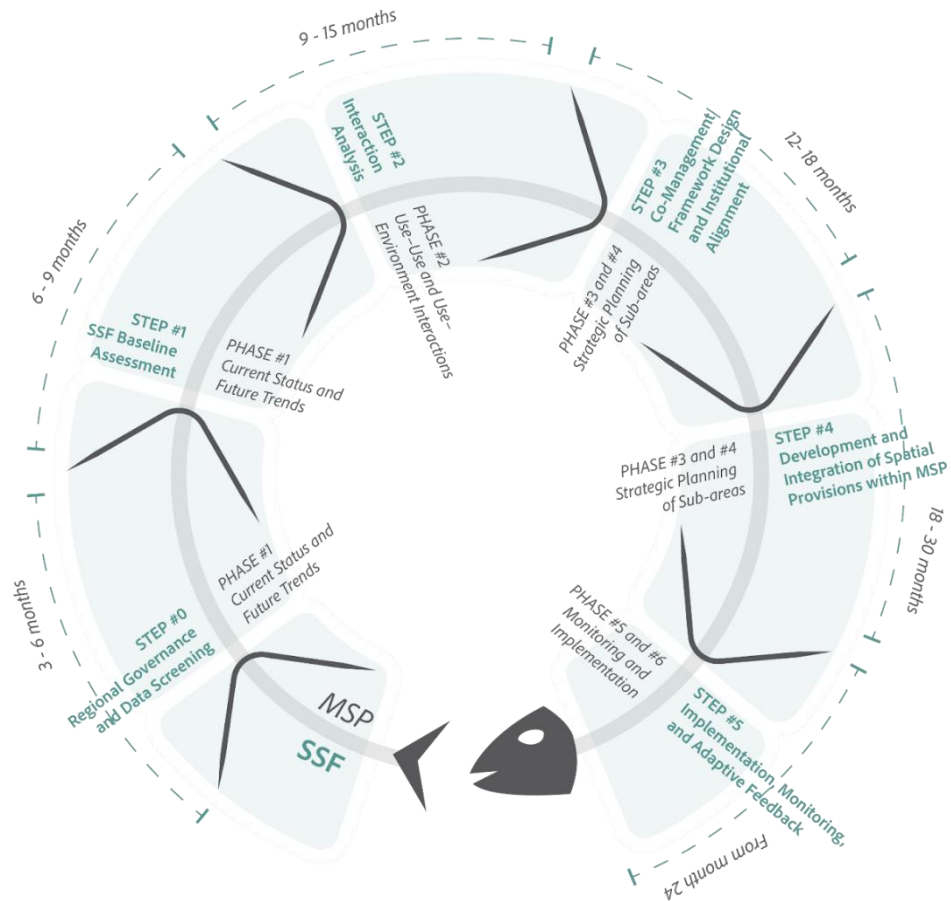 MSP
SSF
3 - 6 months
STEP #0
Regional Governance
and Data Screening
PHASE #1
Current Status and
Future Trends
6 - 9 months
STEP #1
SSF Baseline
Assessment
PHASE #1
Current Status and
Future Trends
9 - 15 months
STEP #2
Interaction
Analysis
PHASE #2
Use–Use and Use–
Environment Interactions
12- 18 months
STEP #3
Co-Management
Framework Design
and Institutional
Alignment
PHASE #3 and #4
Strategic Planning
of Sub-areas
18 - 30 months
STEP #4
Development and
Integration of Spatial
Provisions within MSP
PHASE #3 and #4
Strategic Planning
of Sub-areas
From month 24
STEP #5
Implementation, Monitoring,
and Adaptive Feedback
PHASE #5 and #6
Monitoring and
Implementation